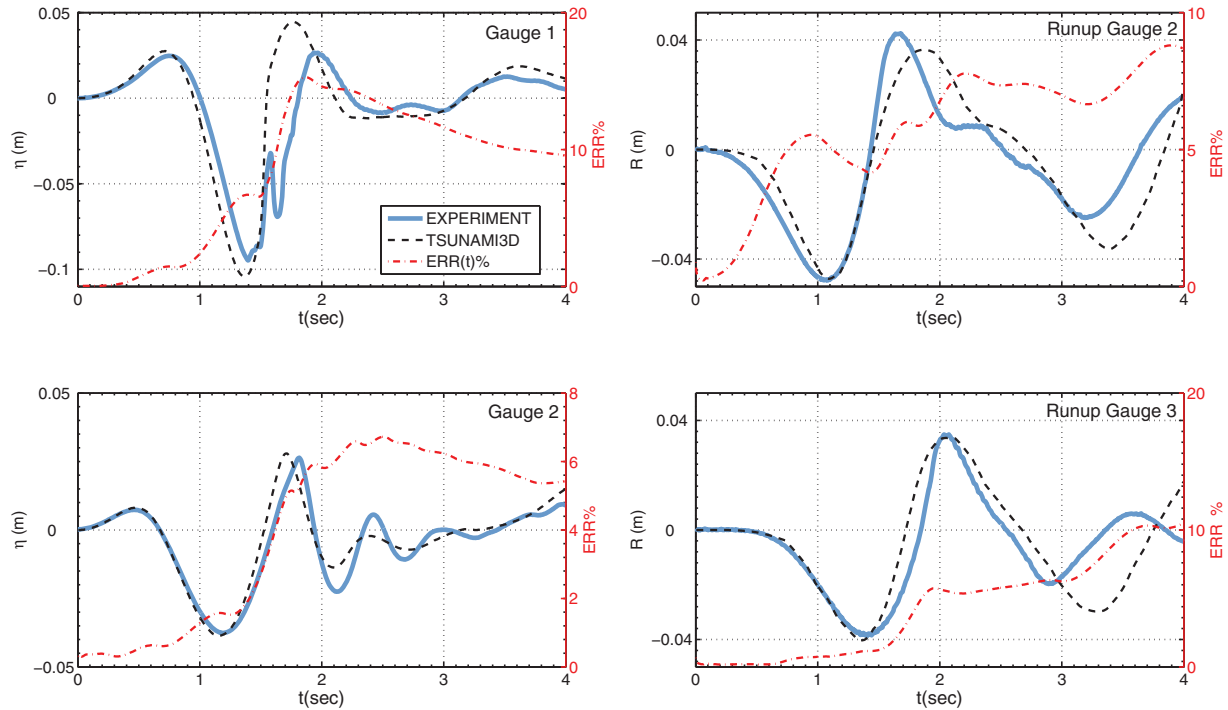 Gauge 1
η (m)
0.05
0
−0.05
−0.1
20
10
0
ERR%
EXPERIMENT
TSUNAMI3D
ERR(t)%
0 1 2 3 4
t(sec)
Runup Gauge 2
R (m)
0.04
0
−0.04
10
5
0
ERR%
0 1 2 3 4
t(sec)
Gauge 2
η (m)
0.05
0
−0.05
8
6
4
2
0
ERR%
0 1 2 3 4
t(sec)
Runup Gauge 3
R (m)
0.04
0
−0.04
20
10
0
ERR %
0 1 2 3 4
t(sec)